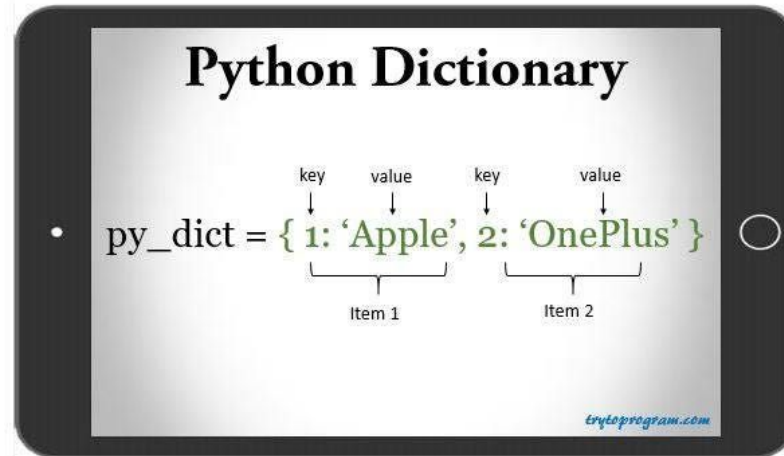 Python Dictionary
key value key value
py_dict = { 1: ‘Apple’, 2: ‘OnePlus’ }
Item 1 Item 2
trytoprogram.com